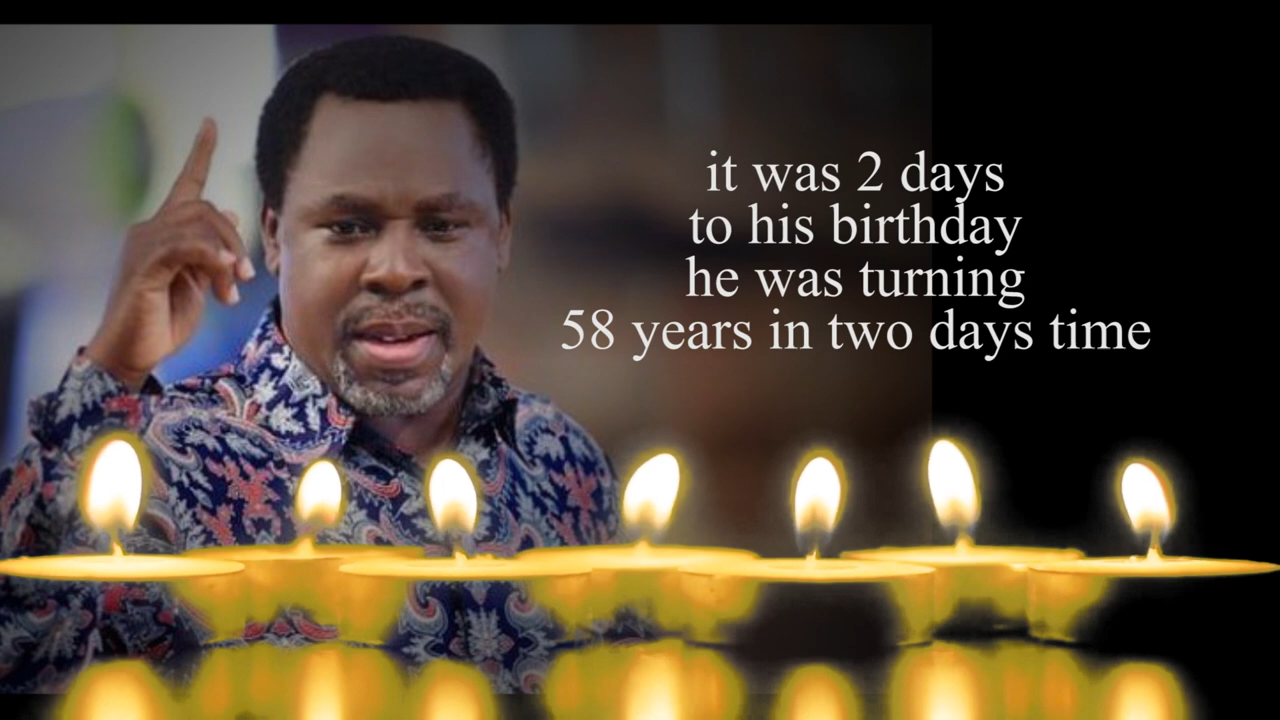 it was 2 days
to his birthday
he was turning
58 years in two days time